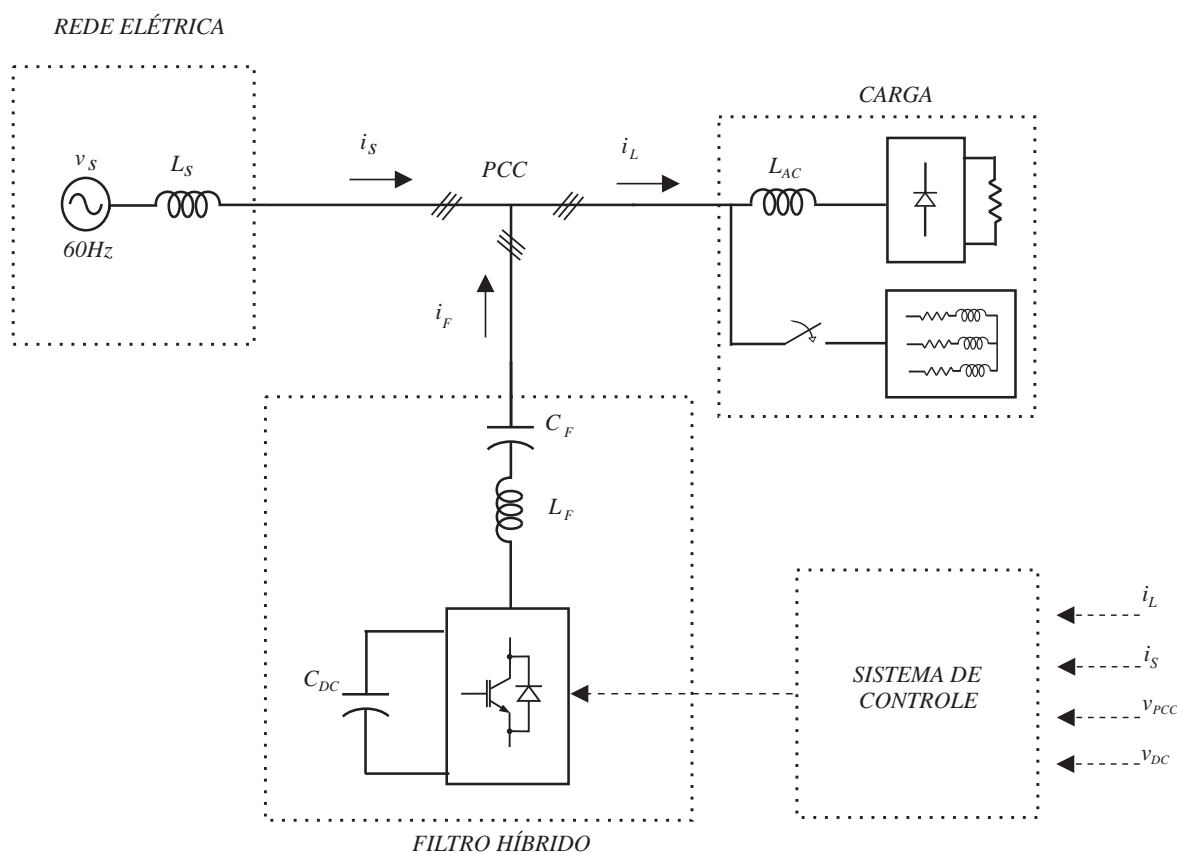 REDE ELÉTRICA
v_S
L_S
60Hz
i_S
PCC
i_L
CARGA
L_AC
i_F
C_F
L_F
C_DC
FILTRO HÍBRIDO
SISTEMA DE
CONTROLE
i_L
i_S
v_PCC
v_DC